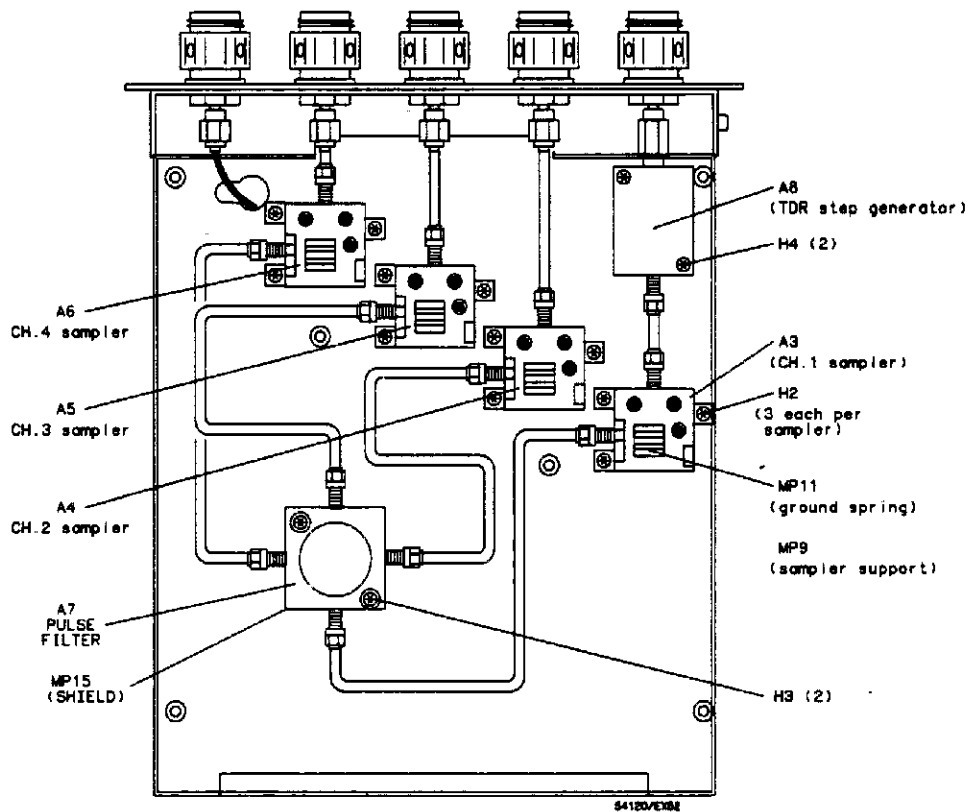 A8
(TDR step generator)
H4 (2)
A6
CH.4 sampler
A3
(CH.1 sampler)
A5
CH.3 sampler
H2
(3 each per
sampler)
A4
CH.2 sampler
MP11
(ground spring)
MP9
(sampler support)
A7
PULSE
FILTER
MP15
(SHIELD)
H3 (2)
54120/EX52